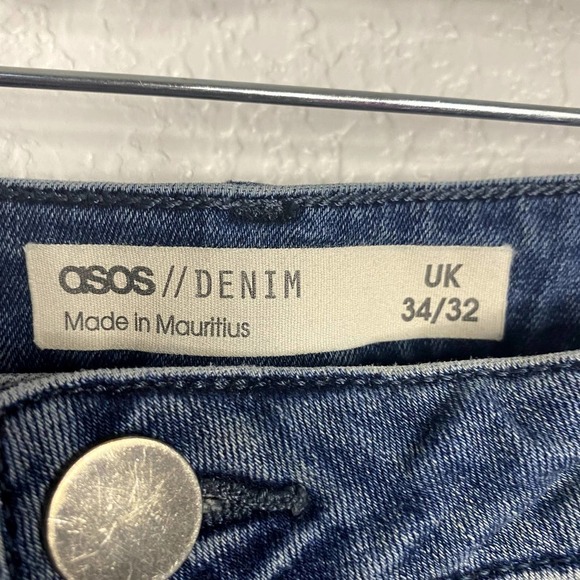 asos // DENIM
Made in Mauritius
UK
34/32